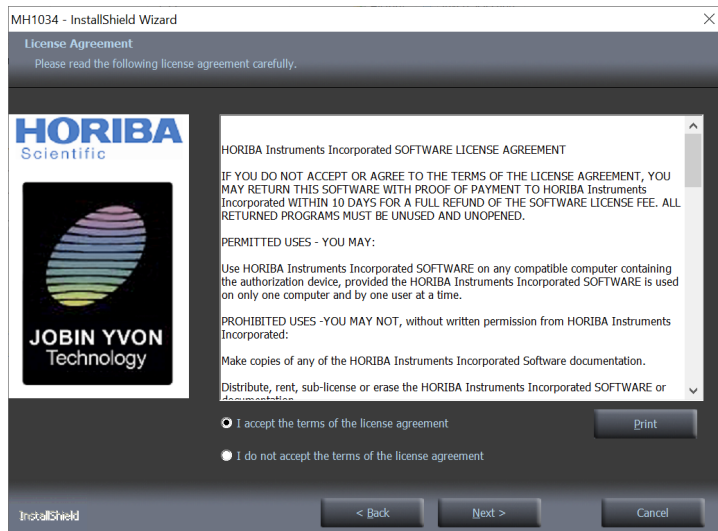 MH1034 - InstallShield Wizard
License Agreement
Please read the following license agreement carefully.
HORIBA
Scientific
JOBIN YVON
Technology
HORIBA Instruments Incorporated SOFTWARE LICENSE AGREEMENT
IF YOU DO NOT ACCEPT OR AGREE TO THE TERMS OF THE LICENSE AGREEMENT, YOU
MAY RETURN THIS SOFTWARE WITH PROOF OF PAYMENT TO HORIBA Instruments
Incorporated WITHIN 10 DAYS FOR A FULL REFUND OF THE SOFTWARE LICENSE FEE. ALL
RETURNED PROGRAMS MUST BE UNUSED AND UNOPENED.
PERMITTED USES - YOU MAY:
Use HORIBA Instruments Incorporated SOFTWARE on any compatible computer containing
the authorization device, provided the HORIBA Instruments Incorporated SOFTWARE is used
on only one computer and by one user at a time.
PROHIBITED USES -YOU MAY NOT, without written permission from HORIBA Instruments
Incorporated:
Make copies of any of the HORIBA Instruments Incorporated Software documentation.
Distribute, rent, sub-license or erase the HORIBA Instruments Incorporated SOFTWARE or
documentation
I accept the terms of the license agreement
Print
I do not accept the terms of the license agreement
InstallShield
< Back
Next >
Cancel